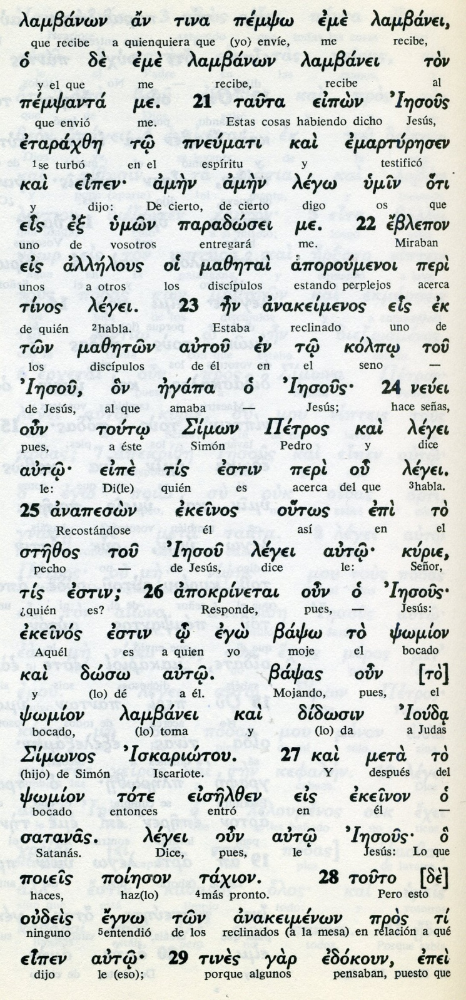 λαμβάνων ἄν τινα πέμψω ἐμὲ λαμβάνει,
que recibe a quienquiera que (yo) envíe, me recibe,
ὁ δὲ ἐμὲ λαμβάνων λαμβάνει τὸν
y el que me recibe, recibe al
πέμψαντά με. 21 ταῦτα εἰπὼν Ἰησοῦς
que envió me. Estas cosas habiendo dicho Jesús,
ἐταράχθη τῷ πνεύματι καὶ ἐμαρτύρησεν
1se turbó en el espíritu y testificó
καὶ εἶπεν· ἀμὴν ἀμὴν λέγω ὑμῖν ὅτι
y dijo: De cierto, de cierto digo os que
εἷς ἐξ ὑμῶν παραδώσει με. 22 ἔβλεπον
uno de vosotros entregará me. Miraban
εἰς ἀλλήλους οἱ μαθηταὶ ἀπορούμενοι περὶ
unos a otros los discípulos estando perplejos acerca
τίνος λέγει. 23 ἦν ἀνακείμενος εἷς ἐκ
de quién 2habla. Estaba reclinado uno de
τῶν μαθητῶν αὐτοῦ ἐν τῷ κόλπῳ τοῦ
los discípulos de él en el seno —
Ἰησοῦ, ὃν ἠγάπα ὁ Ἰησοῦς· 24 νεύει
de Jesús, al que amaba — Jesús; hace señas,
οὖν τούτῳ Σίμων Πέτρος καὶ λέγει
pues, a éste Simón Pedro y dice
αὐτῷ· εἰπὲ τίς ἐστιν περὶ οὗ λέγει.
le: Di(le) quién es acerca del que 3habla.
25 ἀναπεσὼν ἐκεῖνος οὕτως ἐπὶ τὸ
Recostándose él así en el
στῆθος τοῦ Ἰησοῦ λέγει αὐτῷ· κύριε,
pecho — de Jesús, dice le: Señor,
τίς ἐστιν; 26 ἀποκρίνεται οὖν ὁ Ἰησοῦς·
¿quién es? Responde, pues, — Jesús:
ἐκεῖνός ἐστιν ᾧ ἐγὼ βάψω τὸ ψωμίον
Aquél es a quien yo moje el bocado
καὶ δώσω αὐτῷ. βάψας οὖν [τὸ]
y (lo) dé a él. Mojando, pues, el
ψωμίον λαμβάνει καὶ δίδωσιν Ἰούδᾳ
bocado, (lo) toma y (lo) da a Judas
Σίμωνος Ἰσκαριώτου. 27 καὶ μετὰ τὸ
(hijo) de Simón Iscariote. Y después del
ψωμίον τότε εἰσῆλθεν εἰς ἐκεῖνον ὁ
bocado entonces entró en él —
σατανᾶς. λέγει οὖν αὐτῷ Ἰησοῦς· ὃ
Satanás. Dice, pues, le Jesús: Lo que
ποιεῖς ποίησον τάχιον. 28 τοῦτο [δὲ]
haces, haz(lo) 4más pronto. Pero esto
οὐδεὶς ἔγνω τῶν ἀνακειμένων πρὸς τί
ninguno 5entendió de los reclinados (a la mesa) en relación a qué
εἶπεν αὐτῷ· 29 τινὲς γὰρ ἐδόκουν, ἐπεὶ
dijo le (eso); porque algunos pensaban, puesto que